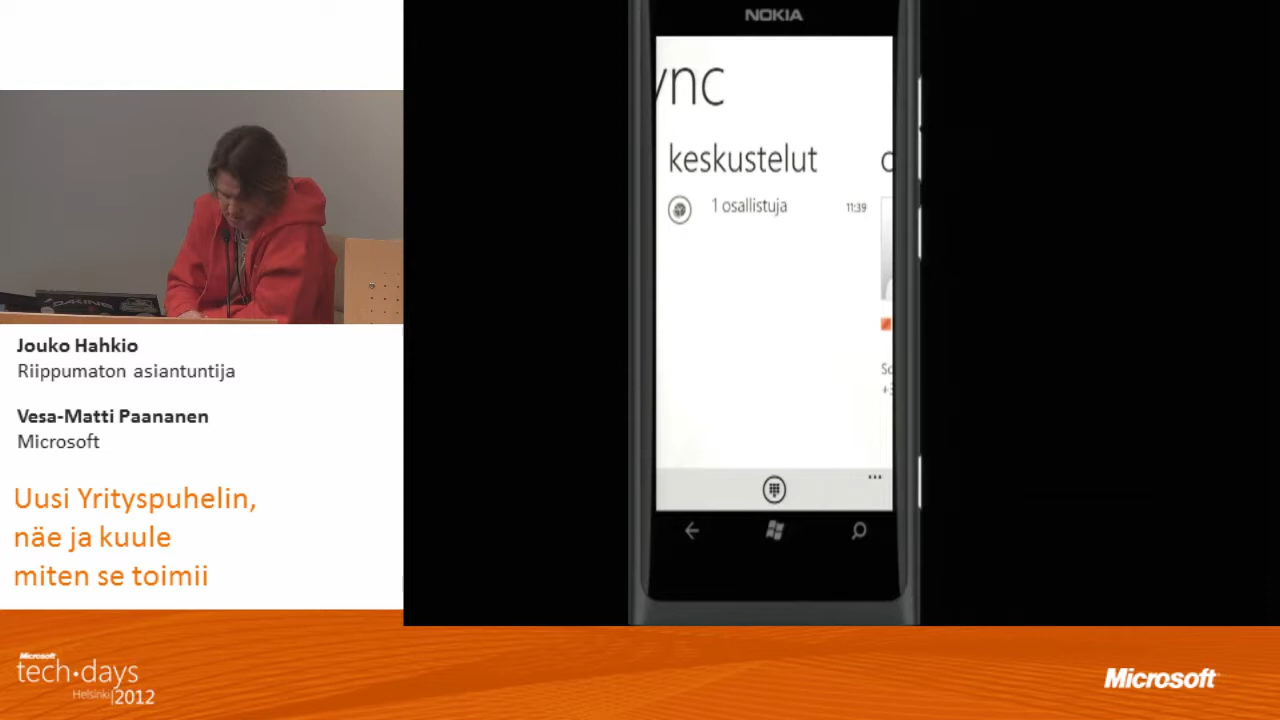 NOKIA
ync
keskustelut
1 osallistuja
11:39
DAKINE
Jouko Hahkio
Riippumaton asiantuntija
Vesa-Matti Paananen
Microsoft
Uusi Yrityspuhelin,
näe ja kuule
miten se toimii
Microsoft
tech•days
Helsinki|2012
Microsoft